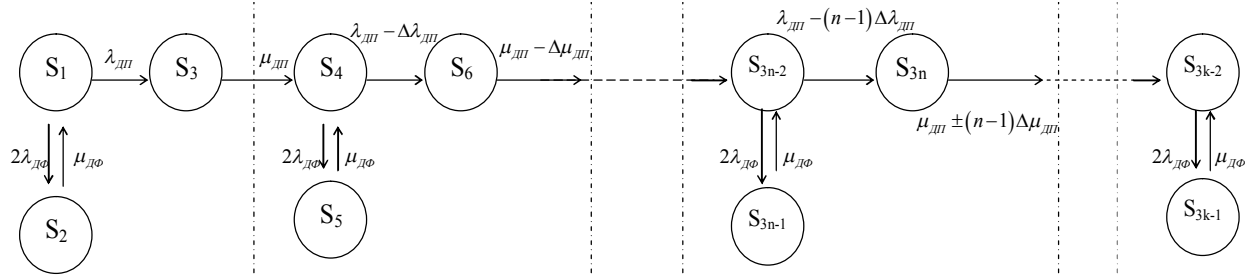 λДП − (n−1)ΔλДП
λДП − ΔλДП
λДП
μДП
μДП − ΔμДП
S1
S3
S4
S6
S3n-2
S3n
S3k-2
μДП ± (n−1)ΔμДП
2λДФ
μДФ
2λДФ
μДФ
2λДФ
μДФ
2λДФ
μДФ
S2
S5
S3n-1
S3k-1